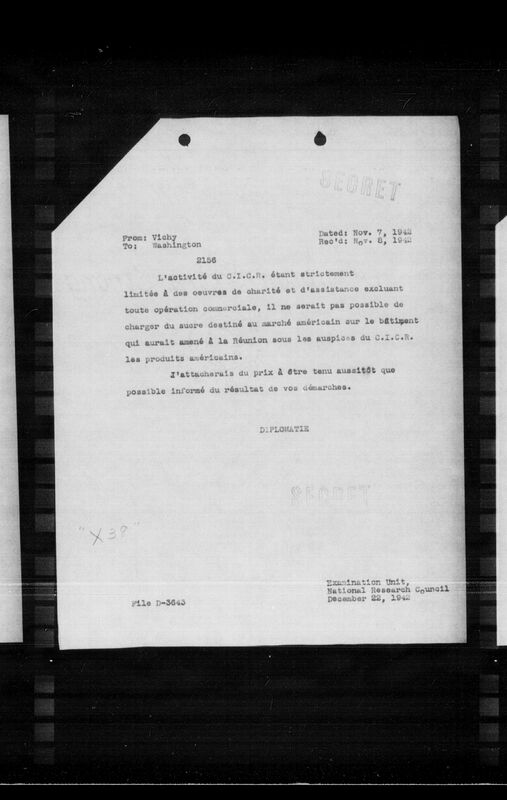 SECRET
From: Vichy
To: Washington
Dated: Nov. 7, 1942
Rec'd: Nov. 8, 1942
2156
L'activité du C.I.C.R. étant strictement
limitée à des oeuvres de charité et d'assistance excluant
toute opération commerciale, il ne serait pas possible de
charger du sucre destiné au marché américain sur le bâtiment
qui aurait amené à la Réunion sous les auspices du C.I.C.R.
les produits américains.
J'attacherais du prix à être tenu aussitôt que
possible informé du résultat de vos démarches.
DIPLOMATIE
SECRET
"X3?"
File D-3643
Examination Unit,
National Research Council
December 22, 1942